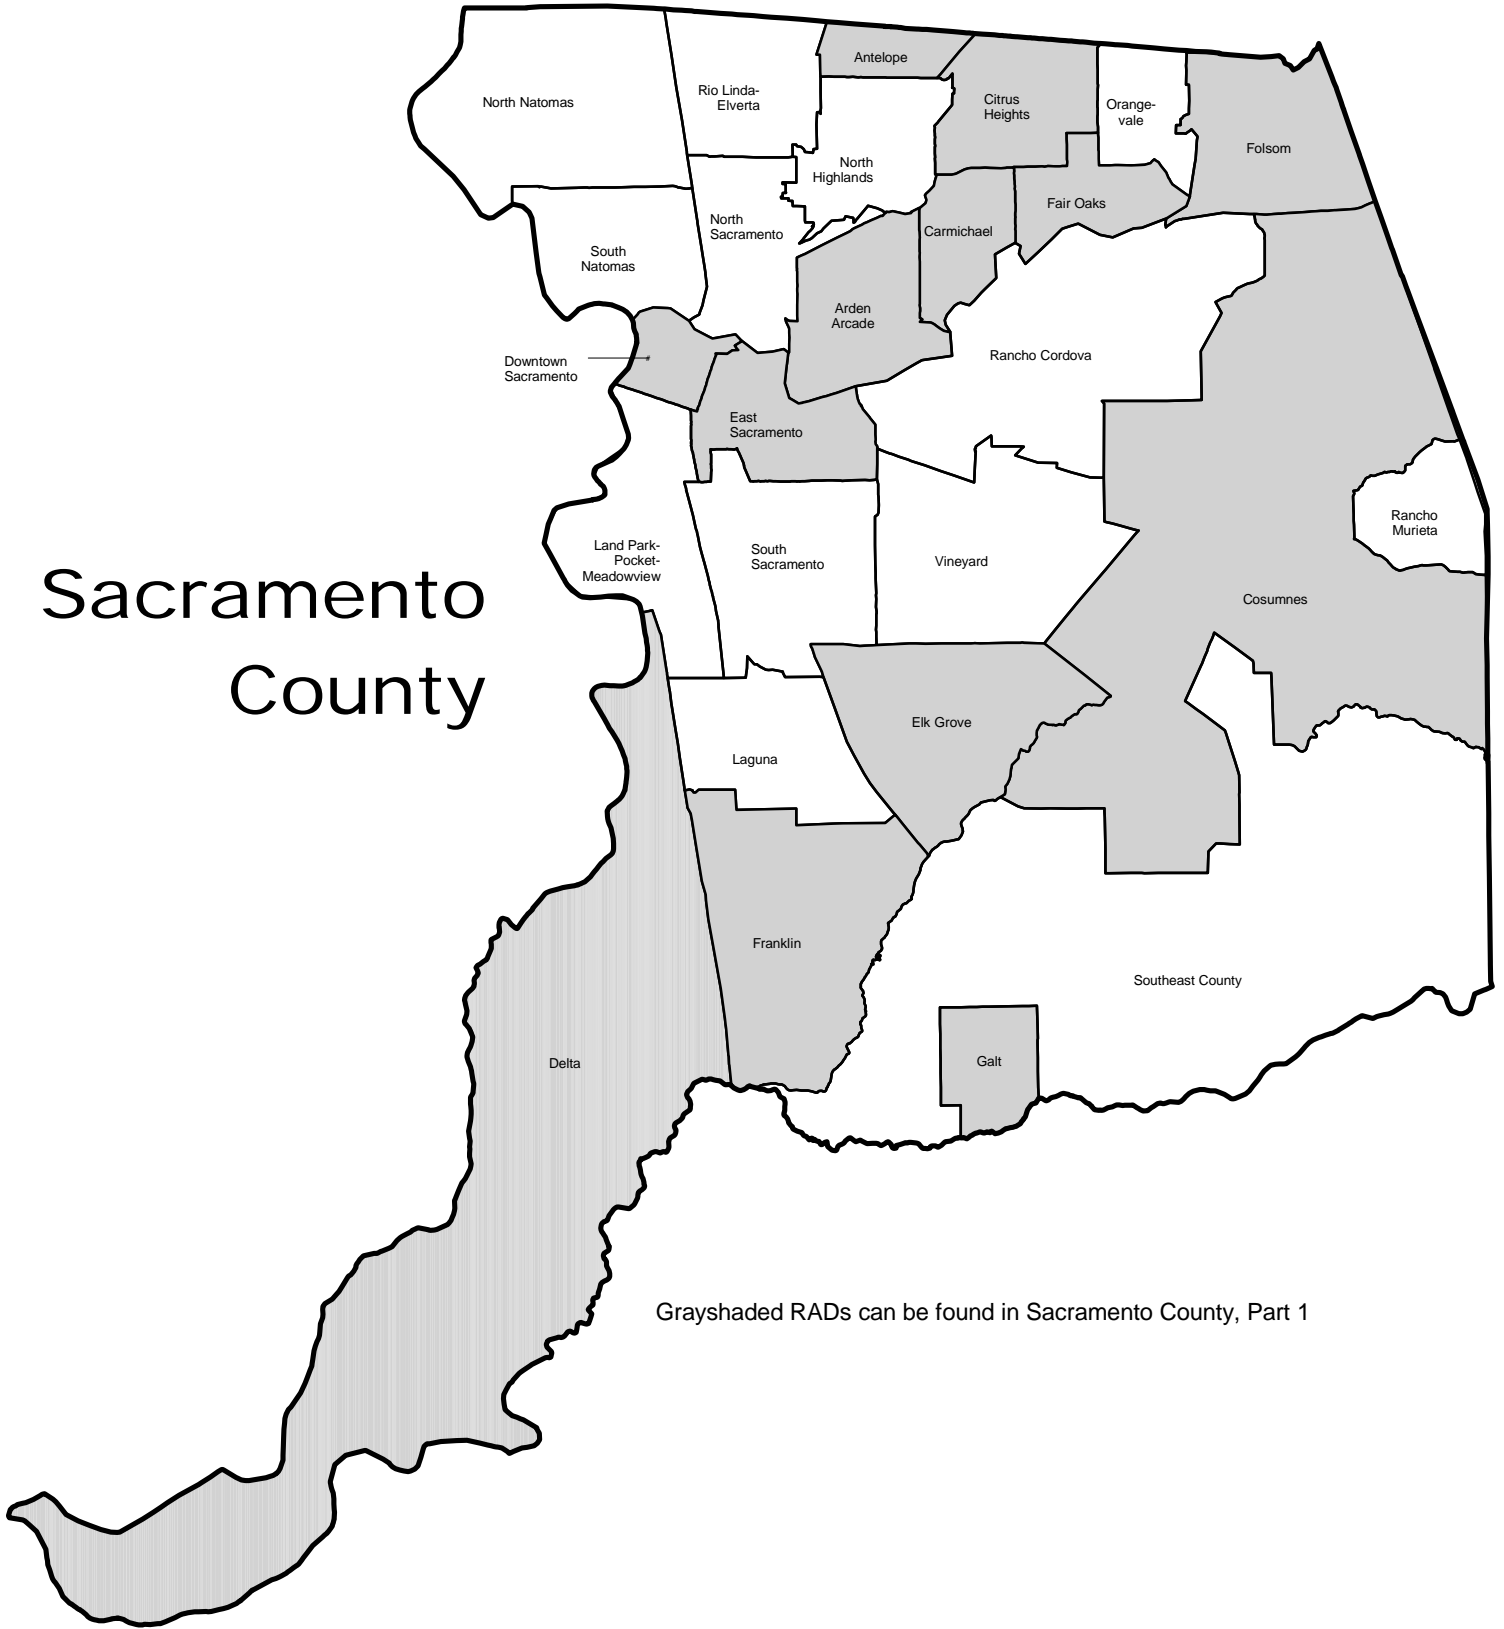 Antelope
North Natomas
Rio Linda-
Elverta
Citrus
Heights
Orange-
vale
Folsom
North
Highlands
Fair Oaks
North
Sacramento
Carmichael
South
Natomas
Arden
Arcade
Downtown
Sacramento
Rancho Cordova
East
Sacramento
Rancho
Murieta
Land Park-
Pocket-
Meadowview
South
Sacramento
Vineyard
Cosumnes
Sacramento
County
Elk Grove
Laguna
Franklin
Southeast County
Delta
Galt
Grayshaded RADs can be found in Sacramento County, Part 1